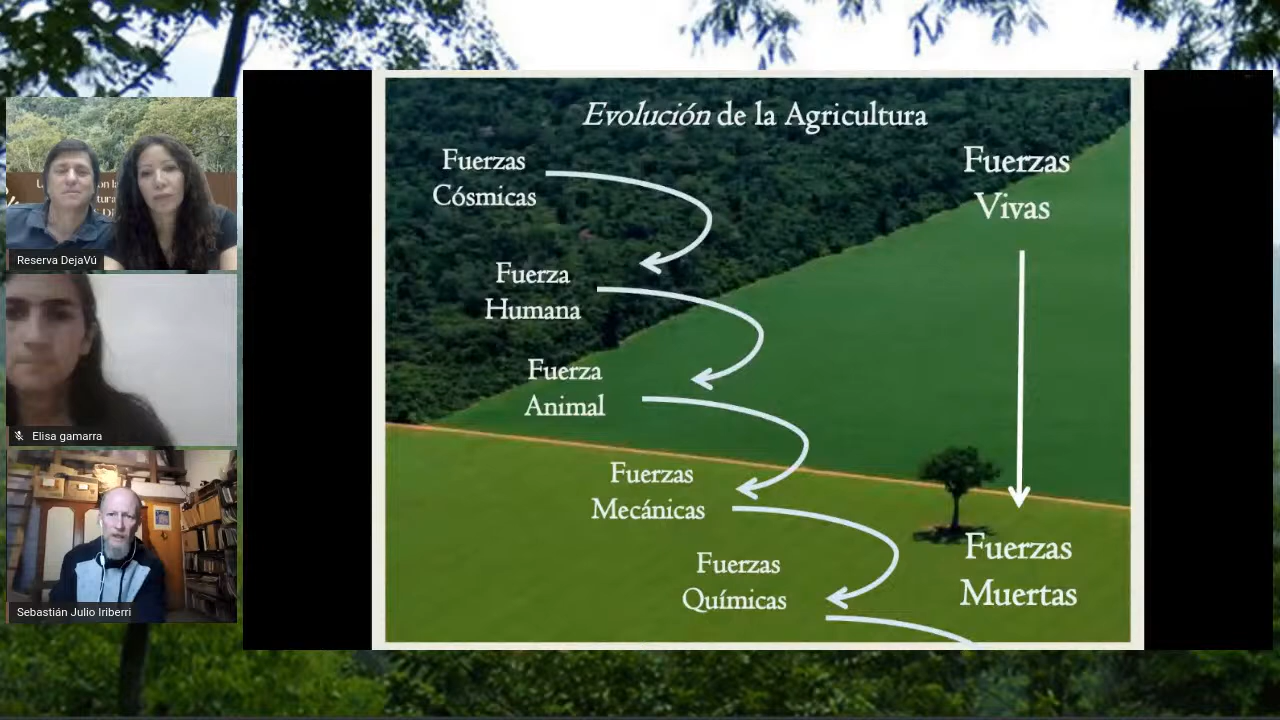 Evolución de la Agricultura
Fuerzas
Cósmicas
Fuerza
Humana
Fuerza
Animal
Fuerzas
Mecánicas
Fuerzas
Químicas
Fuerzas
Vivas
Fuerzas
Muertas
Reserva DejaVú
Elisa gamarra
Sebastián Julio Iriberri